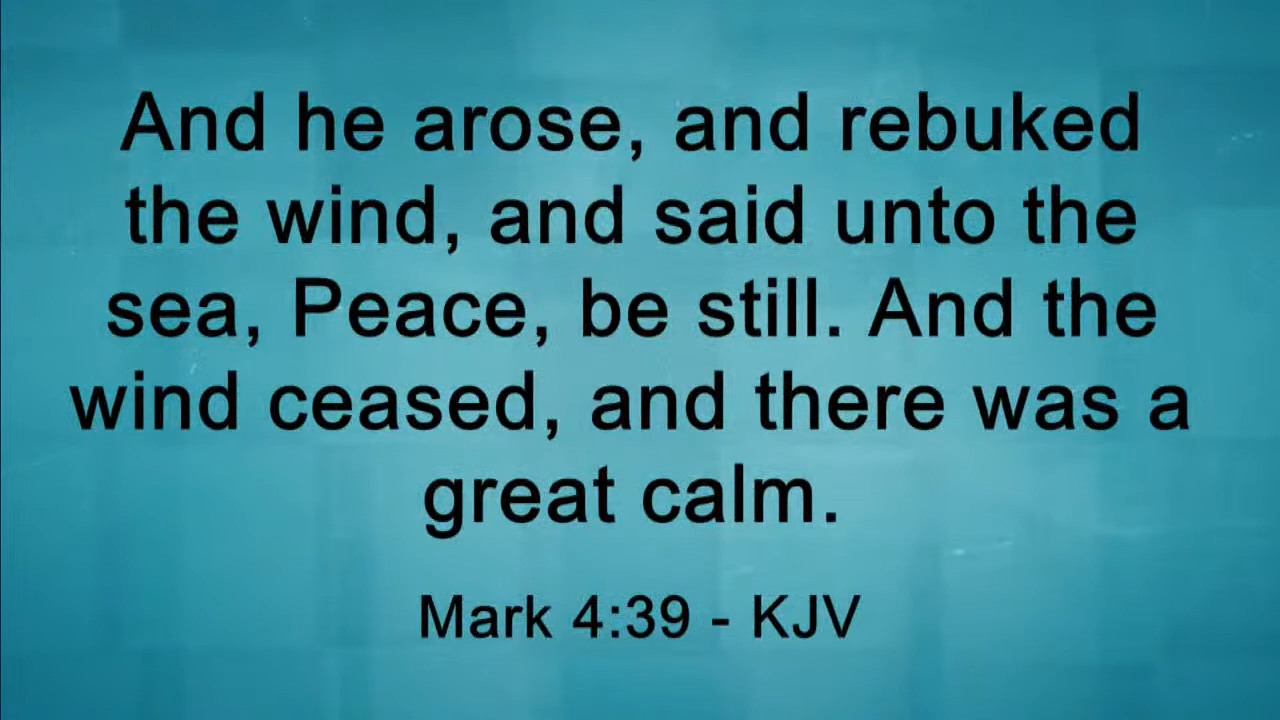 And he arose, and rebuked
the wind, and said unto the
sea, Peace, be still. And the
wind ceased, and there was a
great calm.
Mark 4:39 - KJV